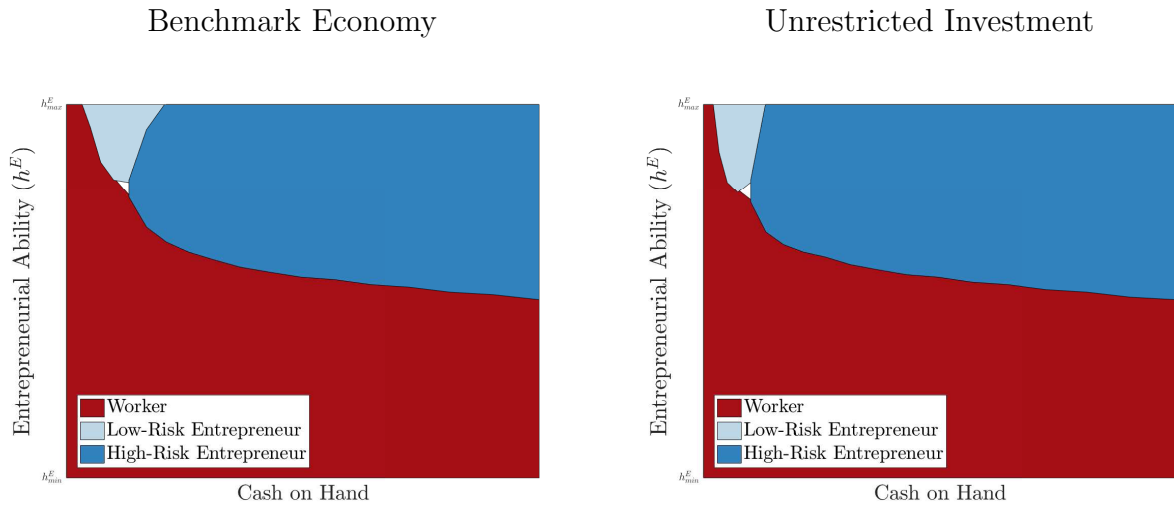 Benchmark Economy
Unrestricted Investment
h^E_max
Entrepreneurial Ability (h^E)
Worker
Low-Risk Entrepreneur
High-Risk Entrepreneur
h^E_min
Cash on Hand
h^E_max
Entrepreneurial Ability (h^E)
Worker
Low-Risk Entrepreneur
High-Risk Entrepreneur
h^E_min
Cash on Hand